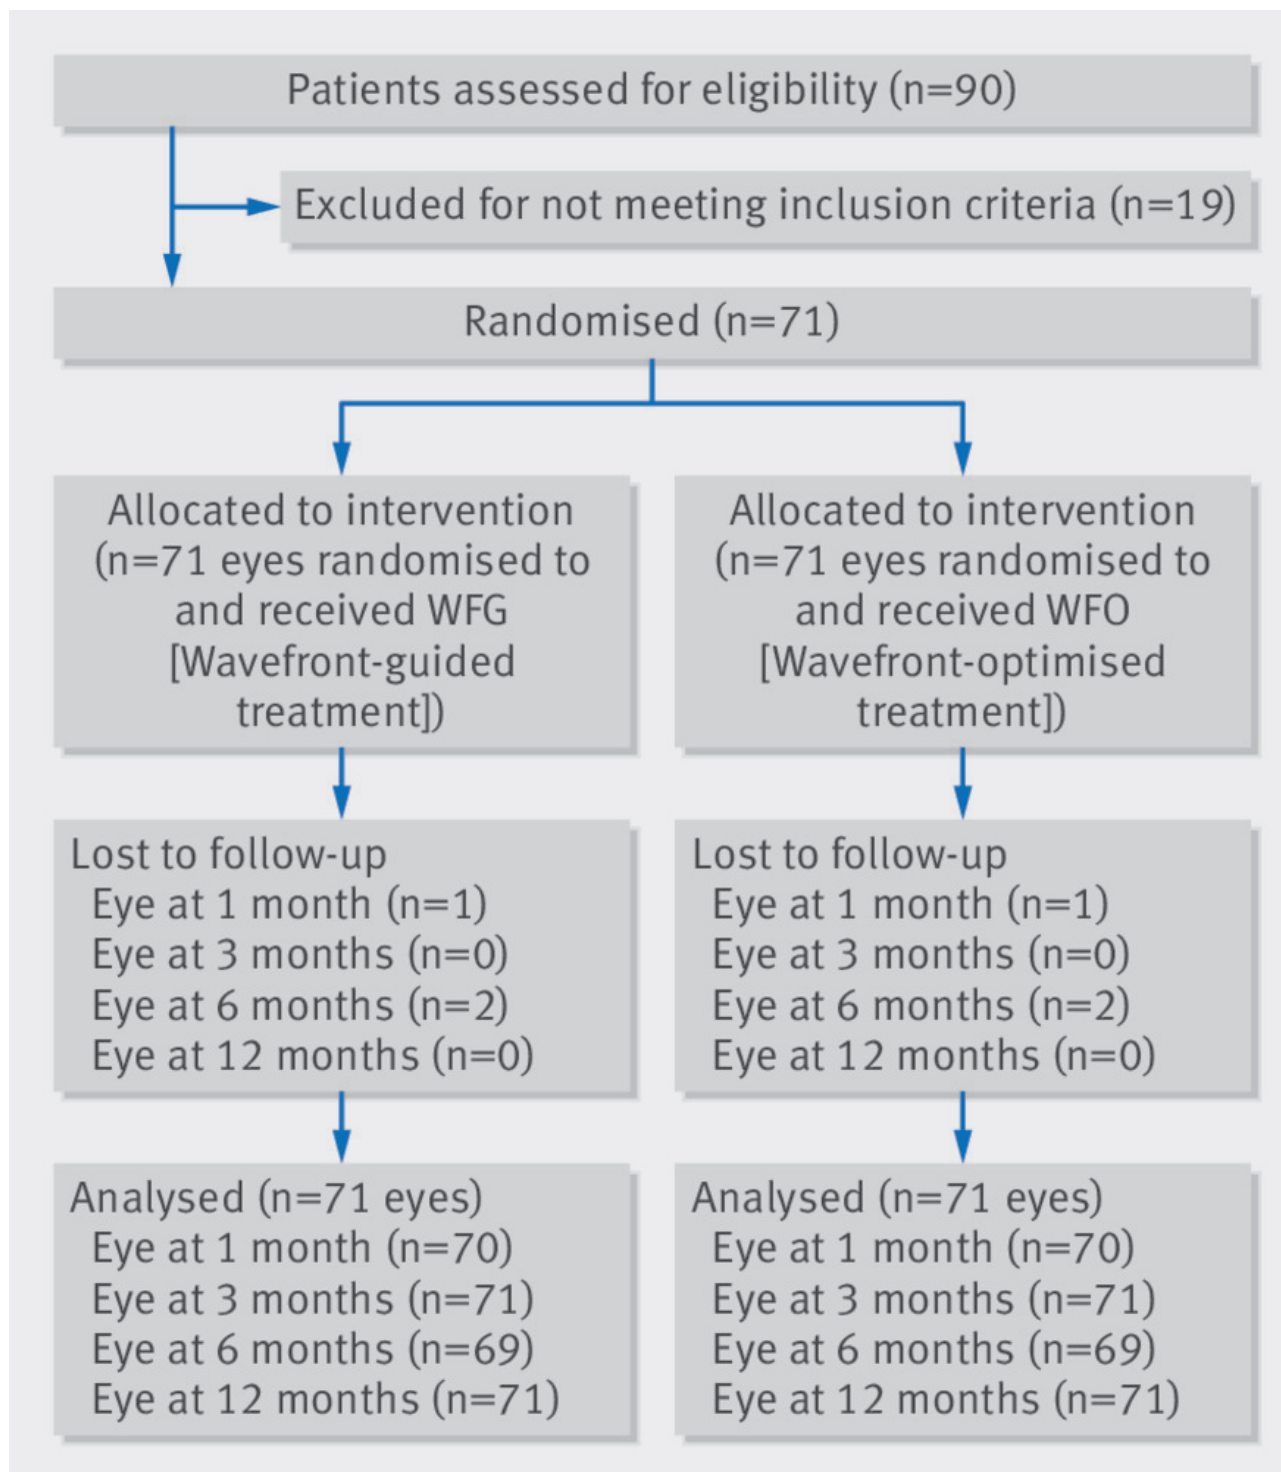 Patients assessed for eligibility (n=90)
Excluded for not meeting inclusion criteria (n=19)
Randomised (n=71)
Allocated to intervention
(n=71 eyes randomised to
and received WFG
[Wavefront-guided
treatment])
Allocated to intervention
(n=71 eyes randomised to
and received WFO
[Wavefront-optimised
treatment])
Lost to follow-up
Eye at 1 month (n=1)
Eye at 3 months (n=0)
Eye at 6 months (n=2)
Eye at 12 months (n=0)
Lost to follow-up
Eye at 1 month (n=1)
Eye at 3 months (n=0)
Eye at 6 months (n=2)
Eye at 12 months (n=0)
Analysed (n=71 eyes)
Eye at 1 month (n=70)
Eye at 3 months (n=71)
Eye at 6 months (n=69)
Eye at 12 months (n=71)
Analysed (n=71 eyes)
Eye at 1 month (n=70)
Eye at 3 months (n=71)
Eye at 6 months (n=69)
Eye at 12 months (n=71)